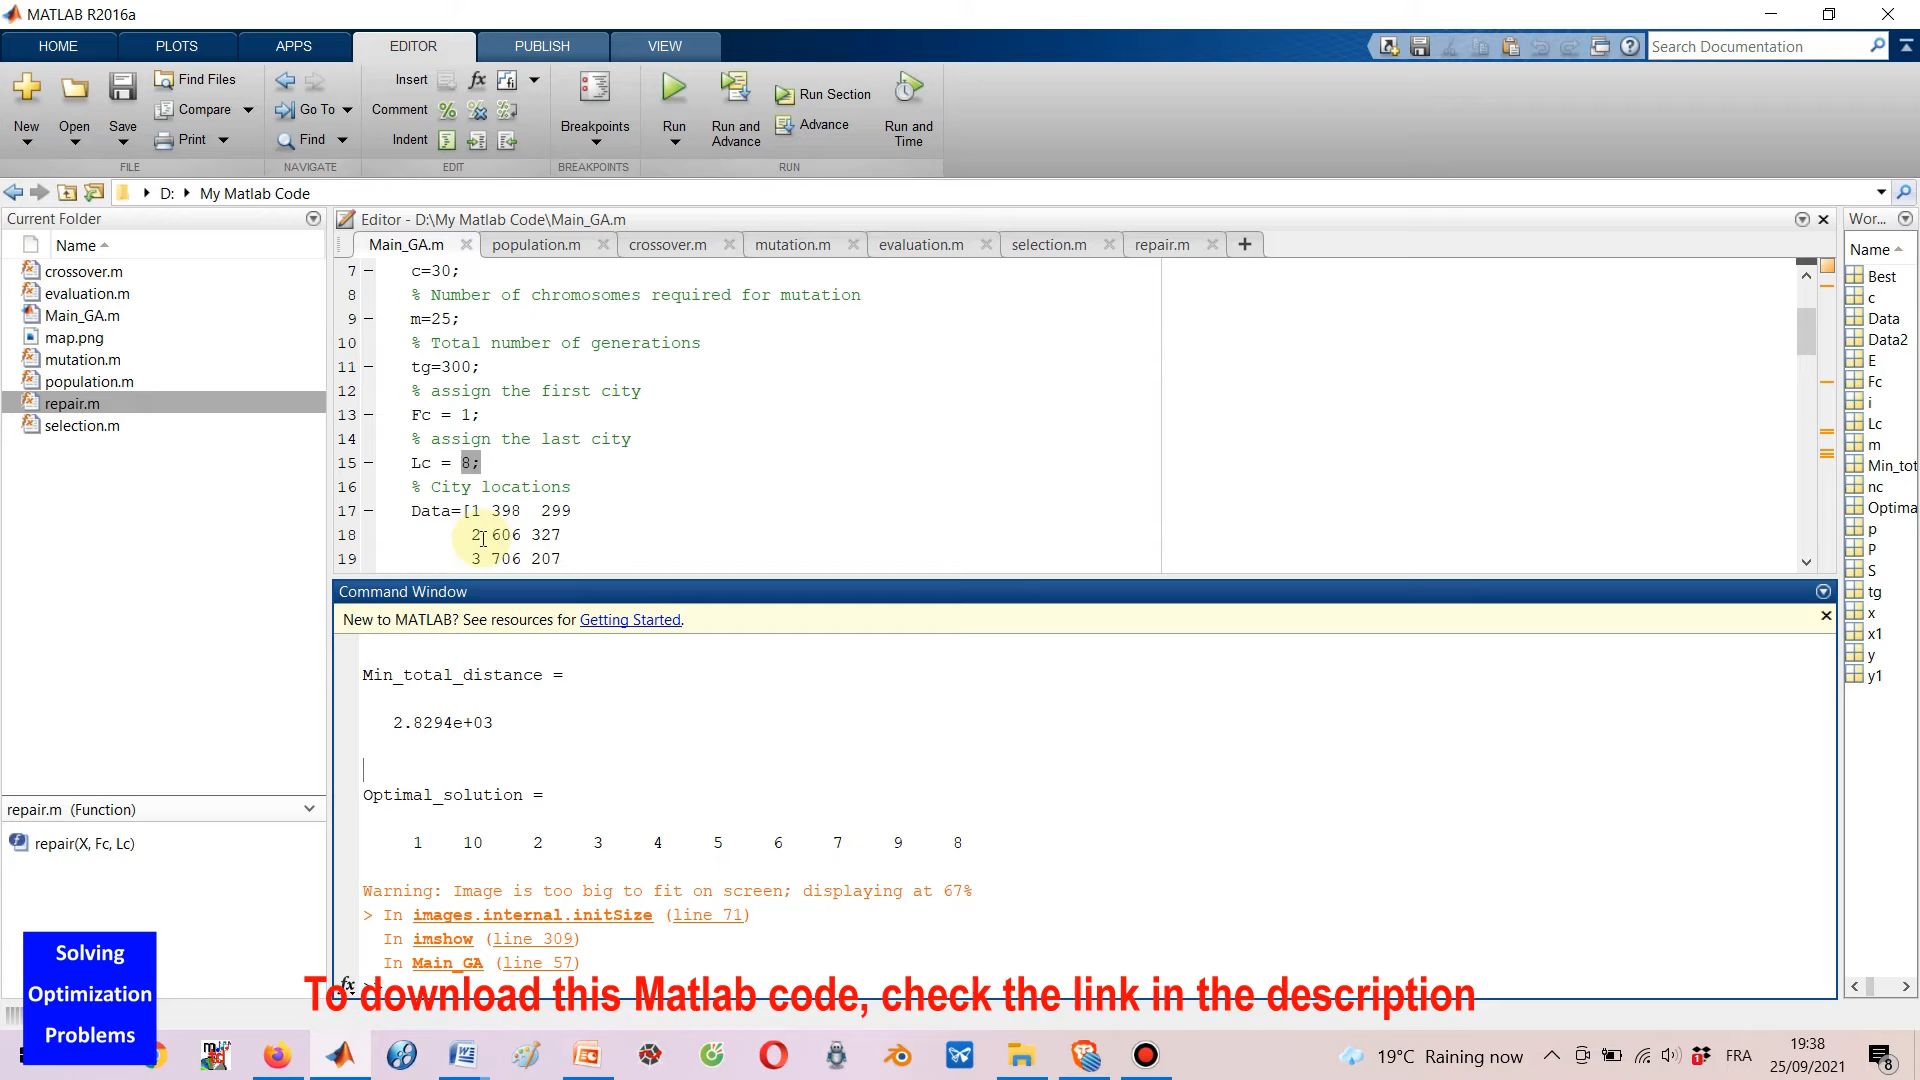 MATLAB R2016a
HOME PLOTS APPS EDITOR PUBLISH VIEW
Search Documentation
New Open Save
Find Files
Compare
Print
FILE
Go To
Find
NAVIGATE
Insert
Comment
Indent
EDIT
Breakpoints
BREAKPOINTS
Run
Run and Advance
Run Section
Advance
Run and Time
RUN
D: My Matlab Code
Current Folder
Name
crossover.m
evaluation.m
Main_GA.m
map.png
mutation.m
population.m
repair.m
selection.m
repair.m (Function)
repair(X, Fc, Lc)
Editor - D:\My Matlab Code\Main_GA.m
Main_GA.m population.m crossover.m mutation.m evaluation.m selection.m repair.m
7 c=30;
8 % Number of chromosomes required for mutation
9 m=25;
10 % Total number of generations
11 tg=300;
12 % assign the first city
13 Fc = 1;
14 % assign the last city
15 Lc = 8;
16 % City locations
17 Data=[1 398 299
18 2 606 327
19 3 706 207
Command Window
New to MATLAB? See resources for Getting Started.
Min_total_distance =
2.8294e+03
Optimal_solution =
1 10 2 3 4 5 6 7 9 8
Warning: Image is too big to fit on screen; displaying at 67%
> In images.internal.initSize (line 71)
In imshow (line 309)
In Main_GA (line 57)
fx
Wor...
Name
Best
c
Data
Data2
E
Fc
i
Lc
m
Min_tot
nc
Optima
p
P
S
tg
x
x1
y
y1
Solving
Optimization
Problems
To download this Matlab code, check the link in the description
19°C Raining now
FRA
19:38
25/09/2021
8